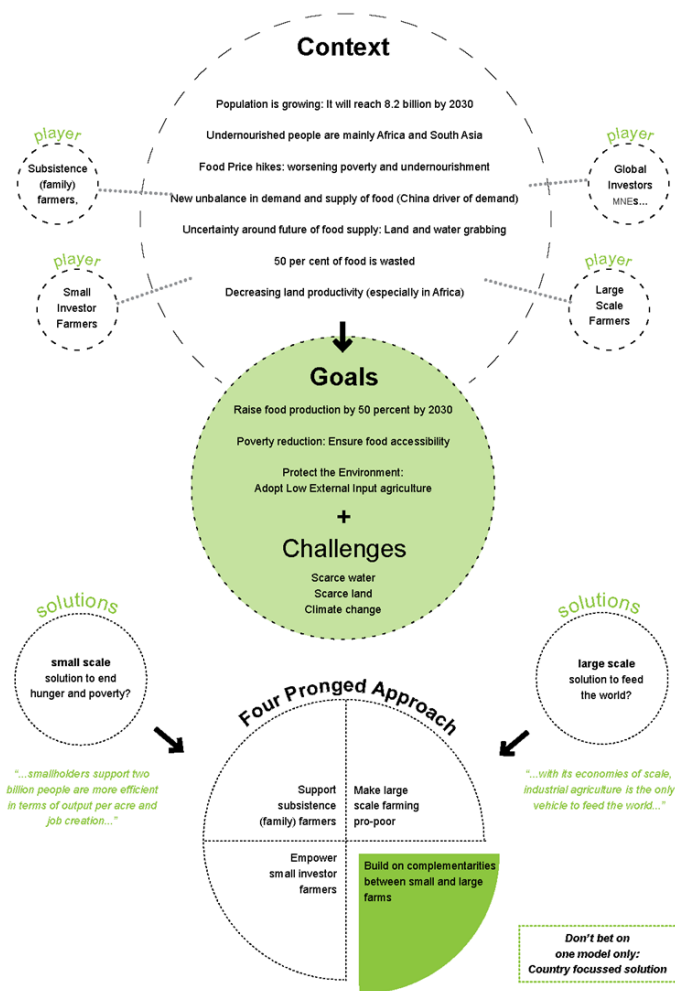 Context
Population is growing: It will reach 8.2 billion by 2030
Undernourished people are mainly Africa and South Asia
Food Price hikes: worsening poverty and undernourishment
New unbalance in demand and supply of food (China driver of demand)
Uncertainty around future of food supply: Land and water grabbing
50 per cent of food is wasted
Decreasing land productivity (especially in Africa)
player
Subsistence
(family)
farmers,
player
Global
Investors
MNEs...
player
Small
Investor
Farmers
player
Large
Scale
Farmers
Goals
Raise food production by 50 percent by 2030
Poverty reduction: Ensure food accessibility
Protect the Environment:
Adopt Low External Input agriculture
+
Challenges
Scarce water
Scarce land
Climate change
solutions
small scale
solution to end
hunger and poverty?
solutions
large scale
solution to feed
the world?
“...smallholders support two
billion people are more efficient
in terms of output per acre and
job creation...”
“...with its economies of scale,
industrial agriculture is the only
vehicle to feed the world...”
Four Pronged Approach
Support
subsistence
(family) farmers
Make large
scale farming
pro-poor
Empower
small investor
farmers
Build on complementarities
between small and large
farms
Don’t bet on
one model only:
Country focussed solution